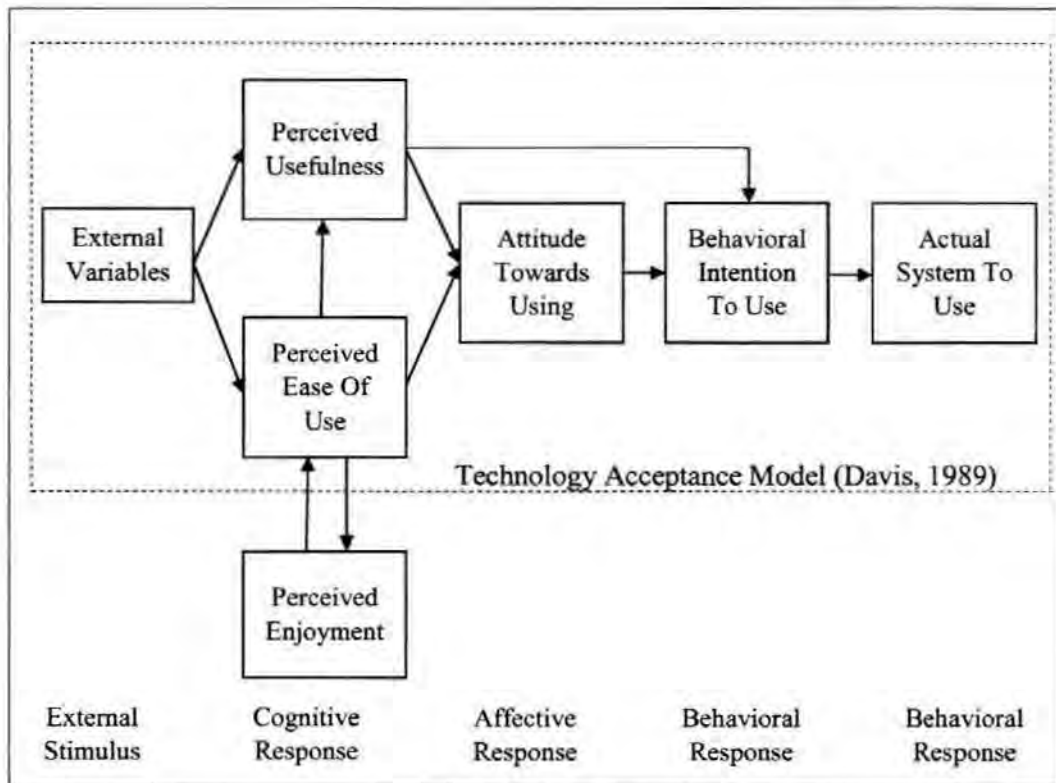 Perceived
Usefulness
External
Variables
Attitude
Towards
Using
Behavioral
Intention
To Use
Actual
System To
Use
Perceived
Ease Of
Use
Technology Acceptance Model (Davis, 1989)
Perceived
Enjoyment
External
Stimulus
Cognitive
Response
Affective
Response
Behavioral
Response
Behavioral
Response